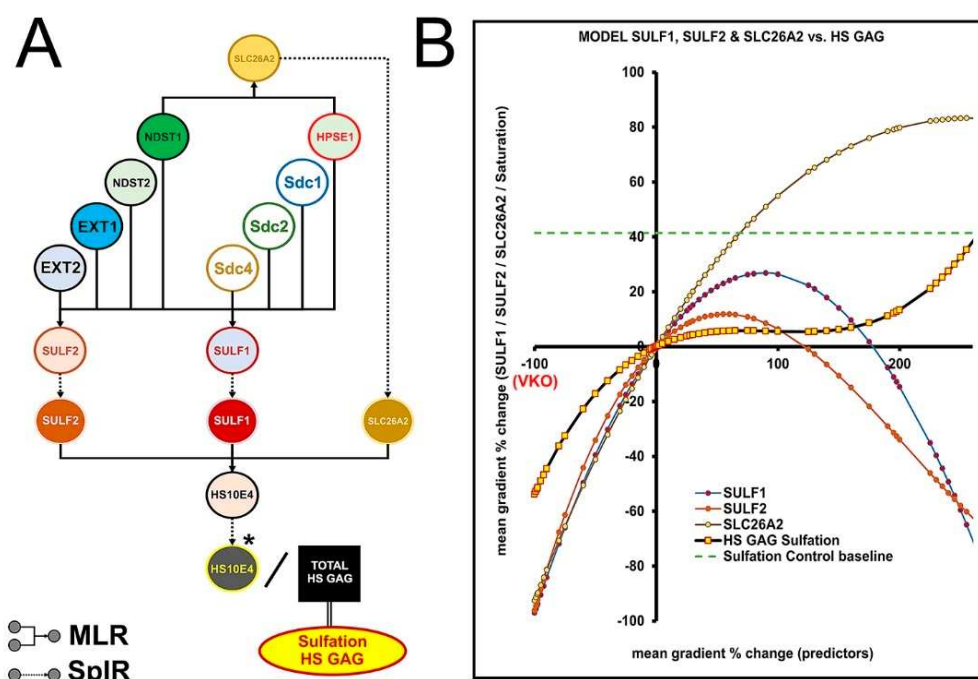 A
SLC26A2
NDST1
HPSE1
NDST2
Sdc1
EXT1
Sdc2
EXT2
Sdc4
SULF2
SULF1
SULF2
SULF1
SLC26A2
HS10E4
HS10E4
*
/
TOTAL
HS GAG
Sulfation
HS GAG
MLR
SplR
B
MODEL SULF1, SULF2 & SLC26A2 vs. HS GAG
mean gradient % change (SULF1 / SULF2 / SLC26A2 / Saturation)
100
80
60
40
20
0
-20
-40
-60
-80
-100
-100
0
100
200
(VKO)
SULF1
SULF2
SLC26A2
HS GAG Sulfation
Sulfation Control baseline
mean gradient % change (predictors)